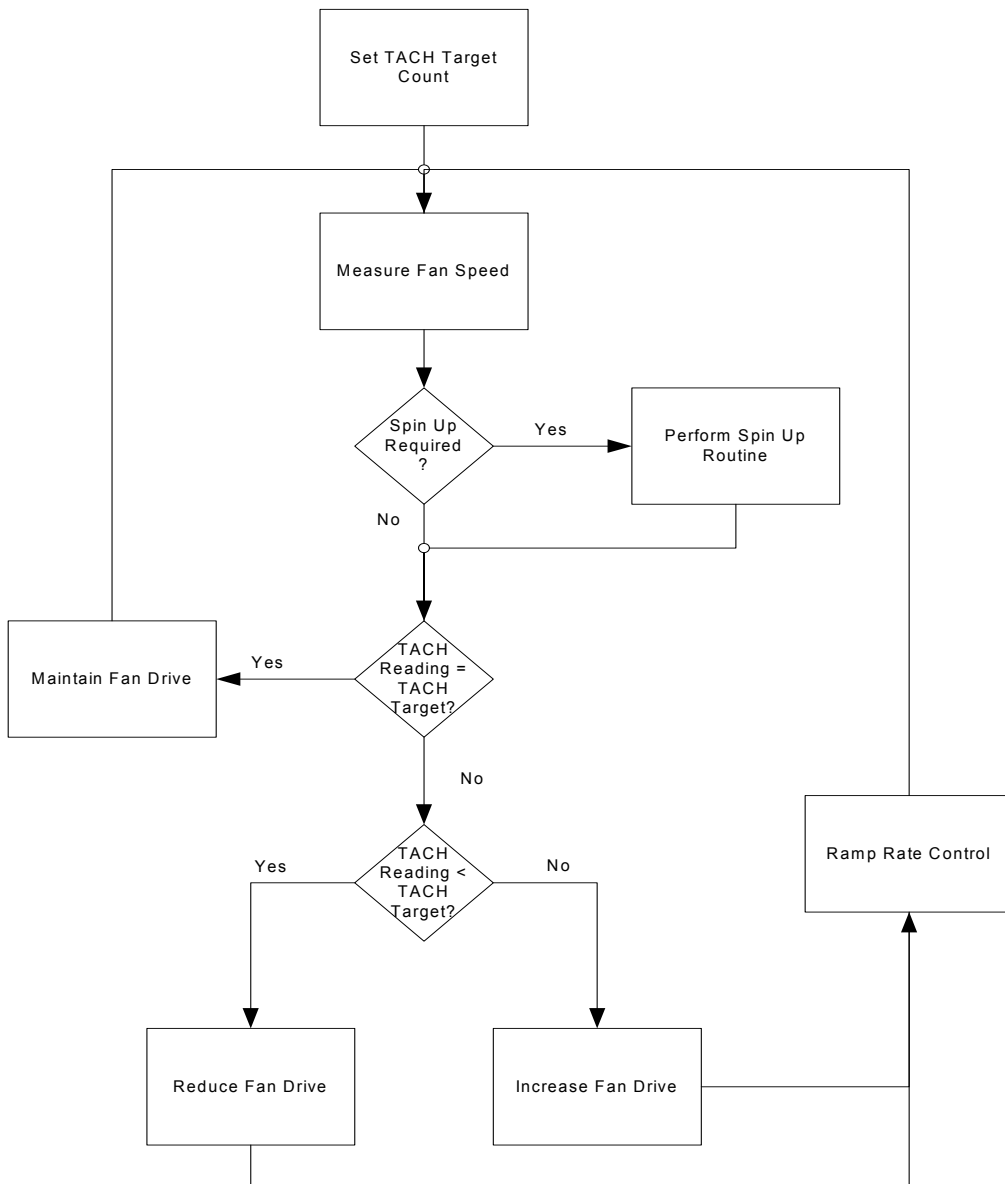 Set TACH Target
Count
Measure Fan Speed
Spin Up
Required
?
Yes
Perform Spin Up
Routine
No
TACH
Reading =
TACH
Target?
Yes
Maintain Fan Drive
No
TACH
Reading <
TACH
Target?
Yes
No
Ramp Rate Control
Reduce Fan Drive
Increase Fan Drive